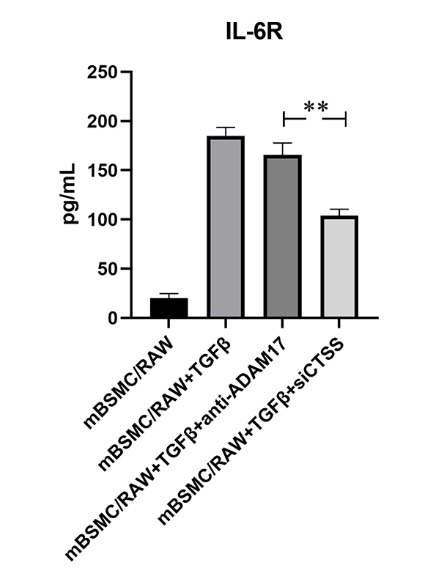 IL-6R
250
200
150
100
50
0
pg/mL
**
mBSMC/RAW
mBSMC/RAW+TGFβ
mBSMC/RAW+TGFβ+anti-ADAM17
mBSMC/RAW+TGFβ+siCTSS